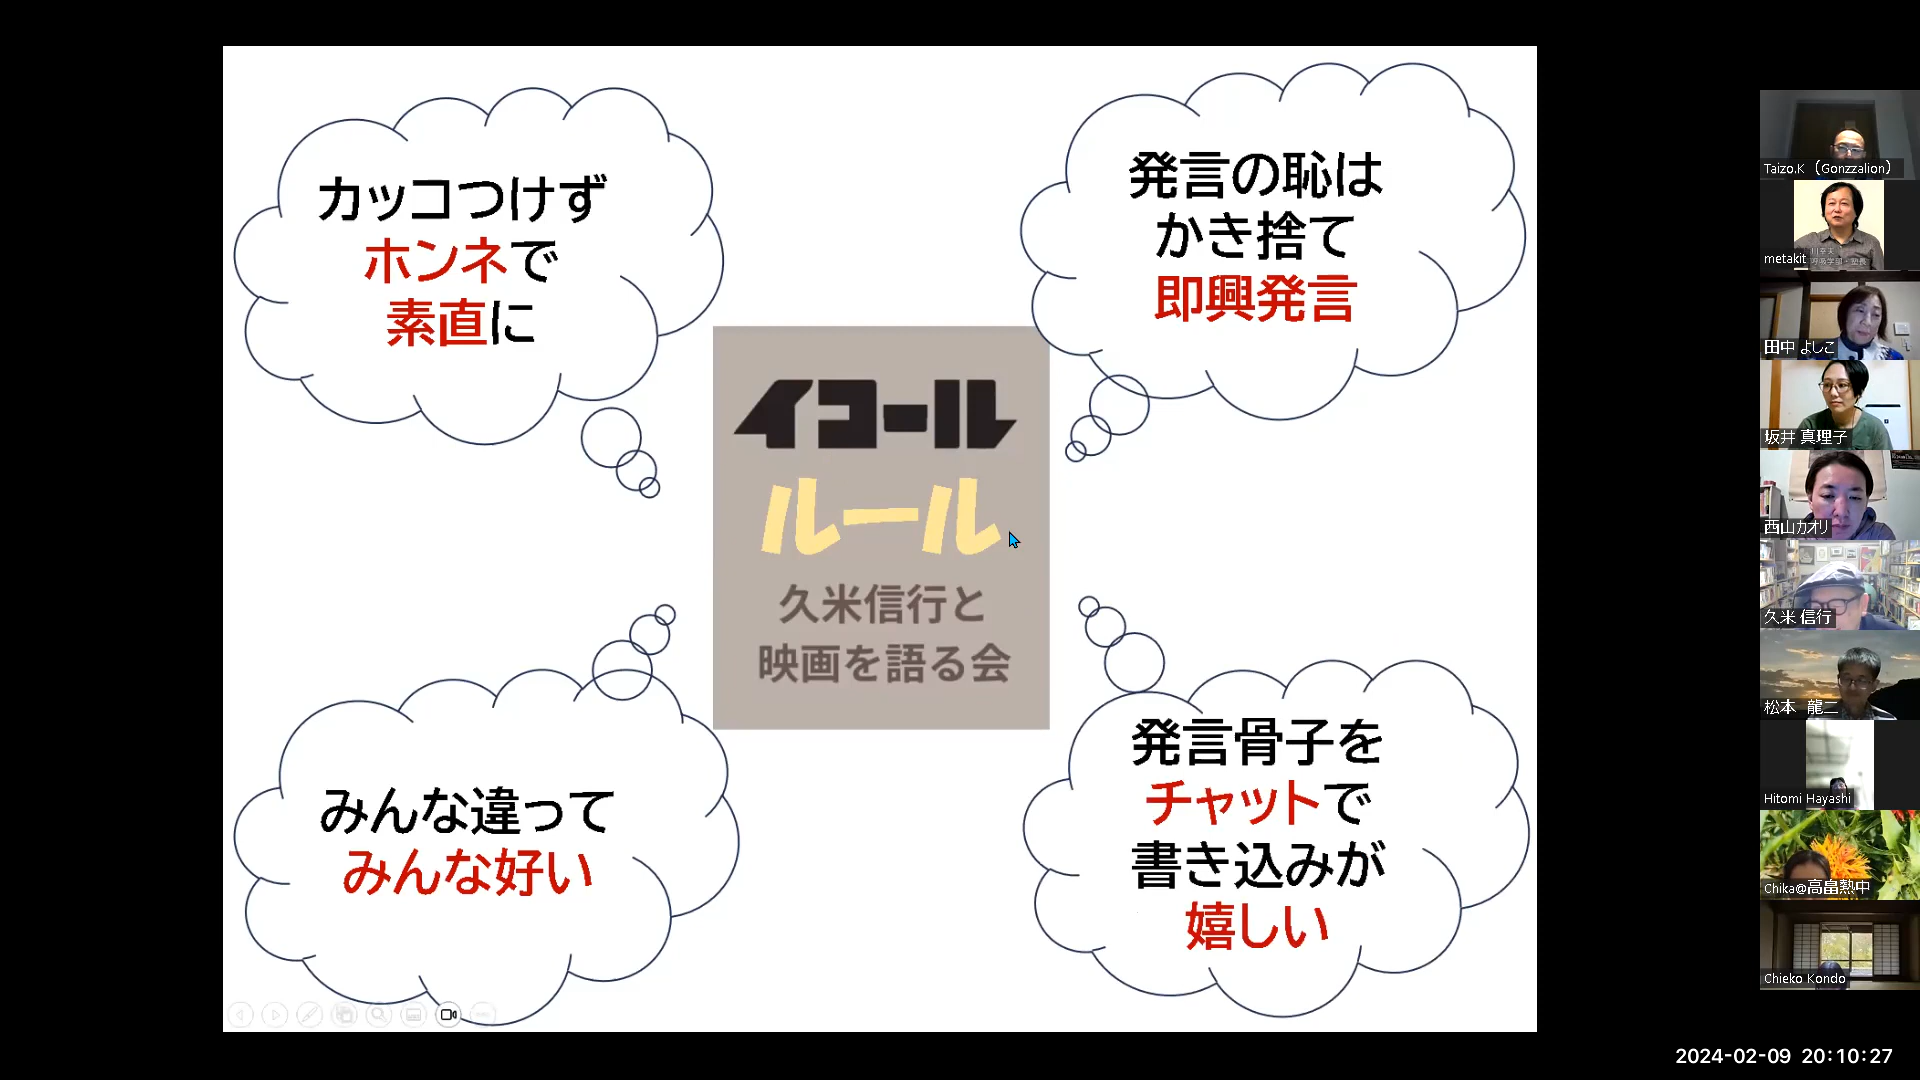 カッコつけず
ホンネで
素直に
発言の恥は
かき捨て
即興発言
イコール
ルール
久米信行と
映画を語る会
みんな違って
みんな好い
発言骨子を
チャットで
書き込みが
嬉しい
Taizo.K（Gonzzalion）
metakit
田中 よしこ
坂井 真理子
西山カオリ
久米 信行
松本 龍二
Hitomi Hayashi
Chika@高畠熱中
Chieko Kondo
2024-02-09 20:10:27